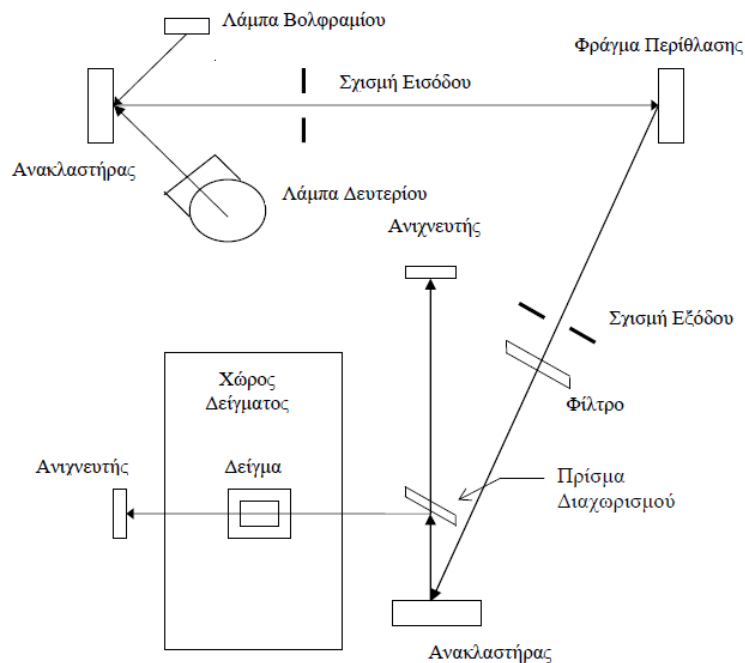 Λάμπα Βολφραμίου
Φράγμα Περίθλασης
Σχισμή Εισόδου
Ανακλαστήρας
Λάμπα Δευτερίου
Ανιχνευτής
Σχισμή Εξόδου
Χώρος
Δείγματος
Φίλτρο
Ανιχνευτής
Δείγμα
Πρίσμα
Διαχωρισμού
Ανακλαστήρας